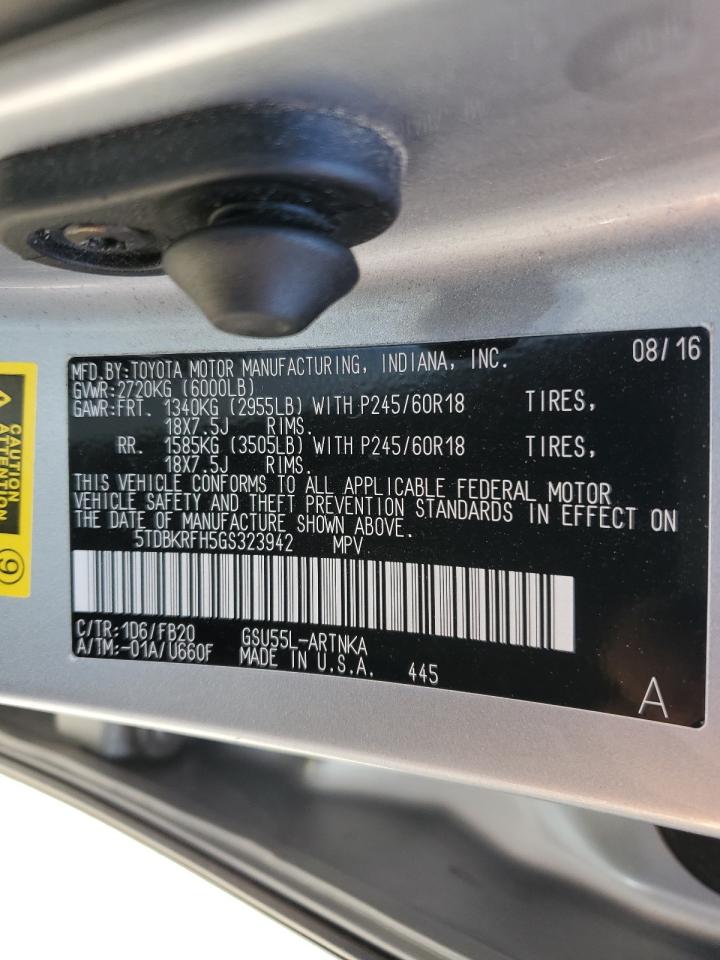 MFD.BY:TOYOTA MOTOR MANUFACTURING, INDIANA, INC. 08/16
GVWR:2720KG (6000LB)
GAWR:FRT. 1340KG (2955LB) WITH P245/60R18 TIRES,
18X7.5J RIMS.
RR. 1585KG (3505LB) WITH P245/60R18 TIRES,
18X7.5J RIMS.
THIS VEHICLE CONFORMS TO ALL APPLICABLE FEDERAL MOTOR
VEHICLE SAFETY AND THEFT PREVENTION STANDARDS IN EFFECT ON
THE DATE OF MANUFACTURE SHOWN ABOVE.
5TDBKRFH5GS323942 MPV
C/TR:1D6/FB20 GSU55L-ARTNKA
A/TM:-01A/U660F MADE IN U.S.A. 445
A
CAUTION
ATTENTION
9